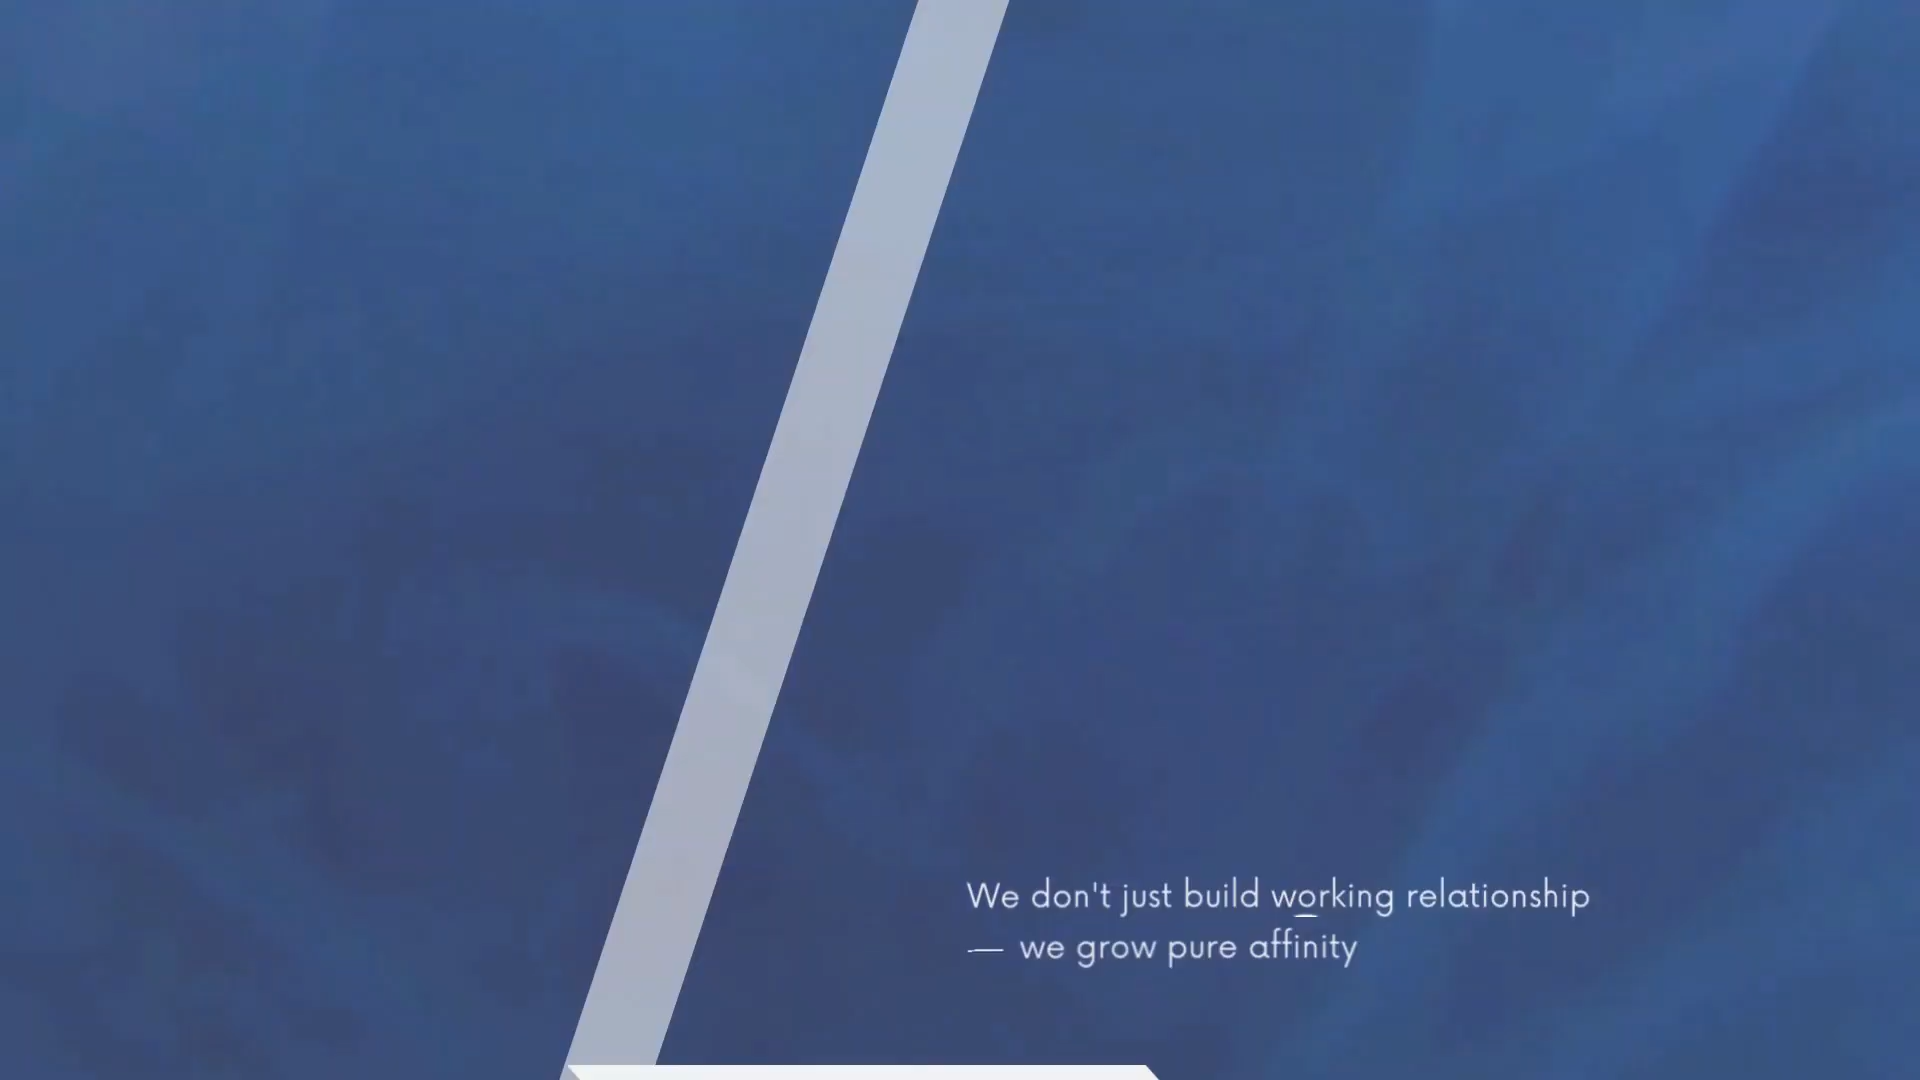 We don't just build working relationship
— we grow pure affinity